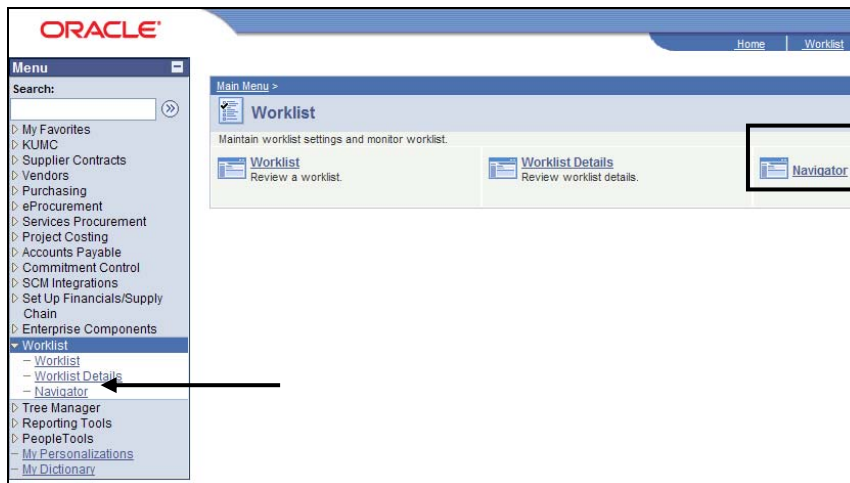 ORACLE
Home
Worklist
Menu
Search:
My Favorites
KUMC
Supplier Contracts
Vendors
Purchasing
eProcurement
Services Procurement
Project Costing
Accounts Payable
Commitment Control
SCM Integrations
Set Up Financials/Supply
Chain
Enterprise Components
Worklist
Worklist
Worklist Details
Navigator
Tree Manager
Reporting Tools
PeopleTools
My Personalizations
My Dictionary
Main Menu >
Worklist
Maintain worklist settings and monitor worklist.
Worklist
Review a worklist.
Worklist Details
Review worklist details.
Navigator